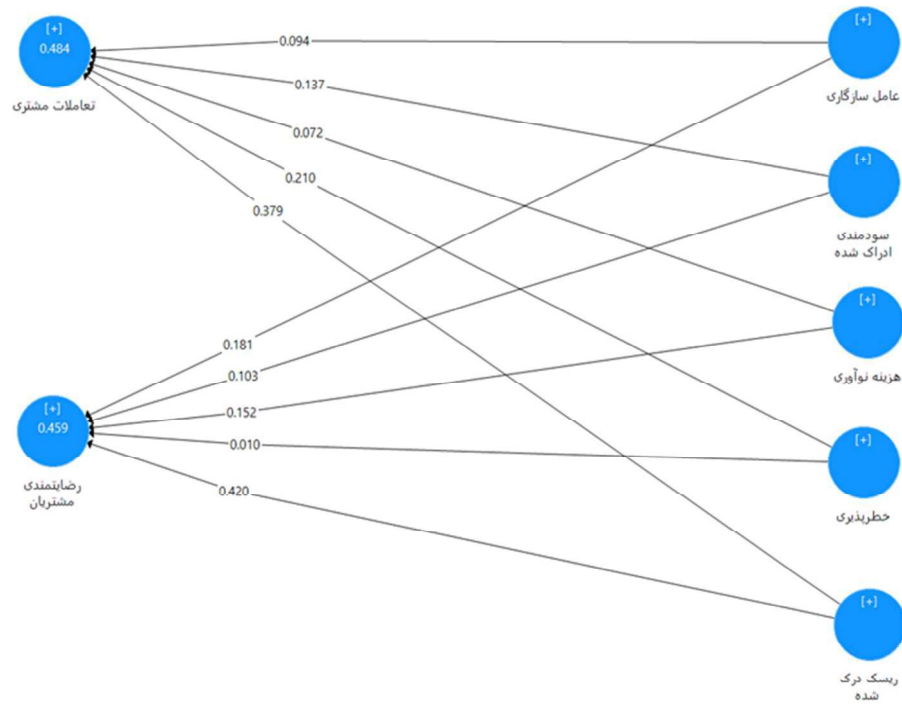 [+]
0.484
تعاملات مشتری
[+]
عامل سازگاری
0.094
0.137
0.072
0.210
0.379
[+]
سودمندی
ادراک شده
[+]
هزینه نوآوری
0.181
0.103
0.152
0.010
0.420
[+]
0.459
رضایتمندی
مشتریان
[+]
خطرپذیری
[+]
ریسک درک
شده